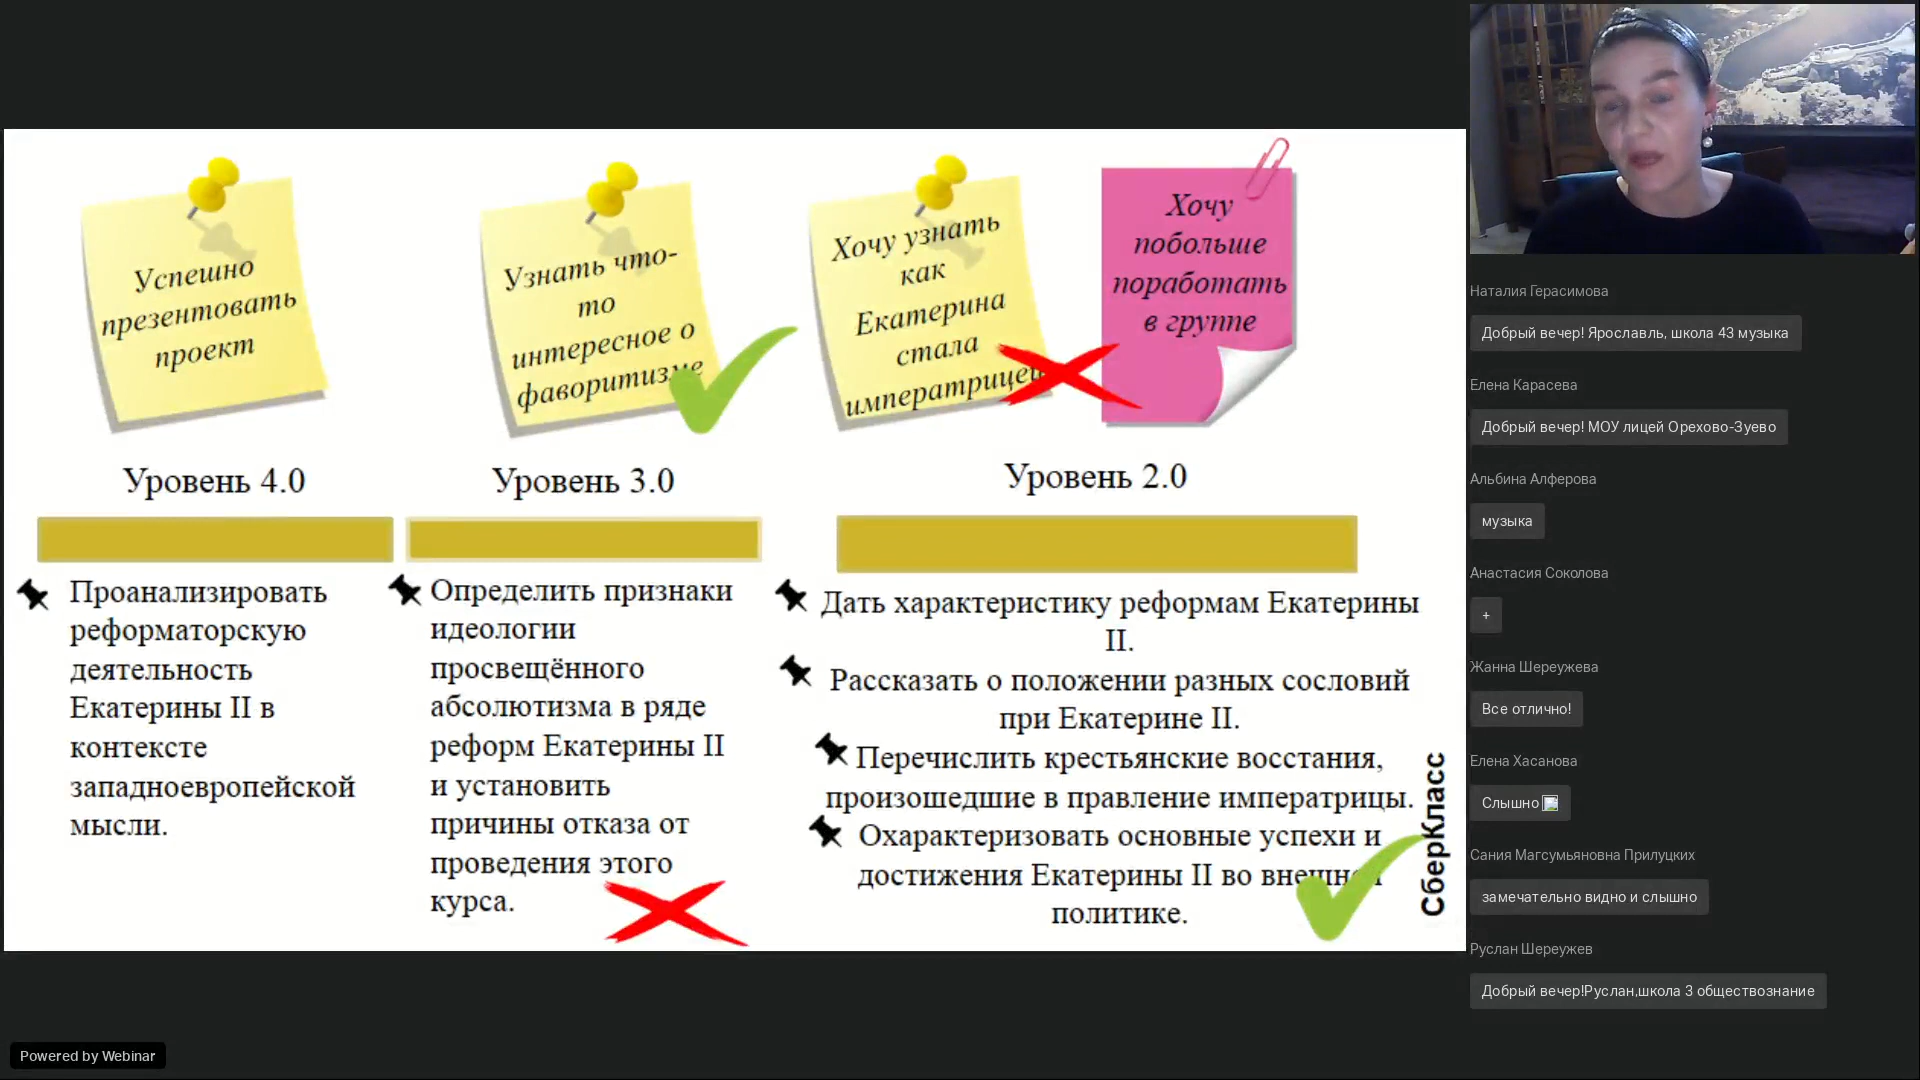 Успешно
презентовать
проект
Узнать что-
то
интересное о
фаворитизме
Хочу узнать
как
Екатерина
стала
императрицей
Хочу
побольше
поработать
в группе
Уровень 4.0
Уровень 3.0
Уровень 2.0
Проанализировать
реформаторскую
деятельность
Екатерины II в
контексте
западноевропейской
мысли.
Определить признаки
идеологии
просвещённого
абсолютизма в ряде
реформ Екатерины II
и установить
причины отказа от
проведения этого
курса.
Дать характеристику реформам Екатерины
II.
Рассказать о положении разных сословий
при Екатерине II.
Перечислить крестьянские восстания,
произошедшие в правление императрицы.
Охарактеризовать основные успехи и
достижения Екатерины II во внешней
политике.
СберКласс
Наталия Герасимова
Добрый вечер! Ярославль, школа 43 музыка
Елена Карасева
Добрый вечер! МОУ лицей Орехово-Зуево
Альбина Алферова
музыка
Анастасия Соколова
+
Жанна Шереужева
Все отлично!
Елена Хасанова
Слышно
Сания Магсумьяновна Прилуцких
замечательно видно и слышно
Руслан Шереужев
Добрый вечер!Руслан,школа 3 обществознание
Powered by Webinar